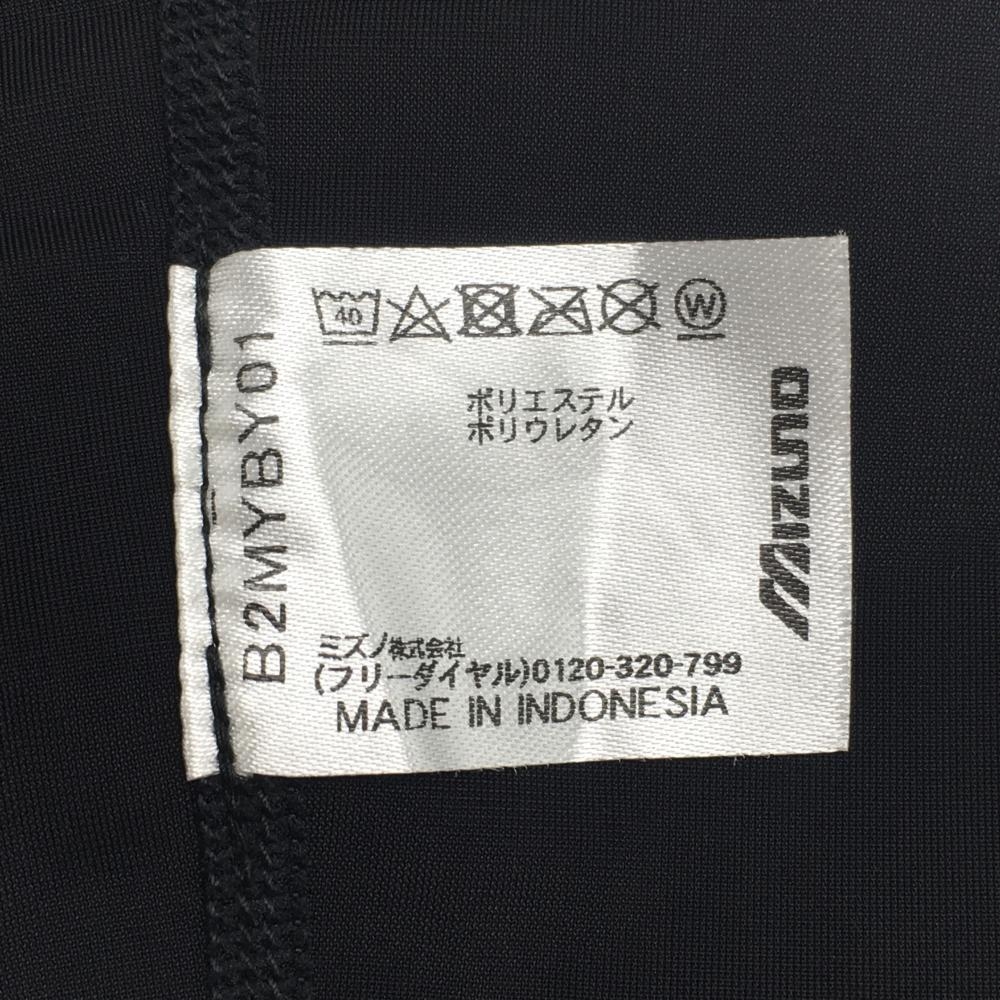 40
W
ポリエステル
ポリウレタン
MIZUNO
B2MYBY01
ミズノ株式会社
(フリーダイヤル)0120-320-799
MADE IN INDONESIA